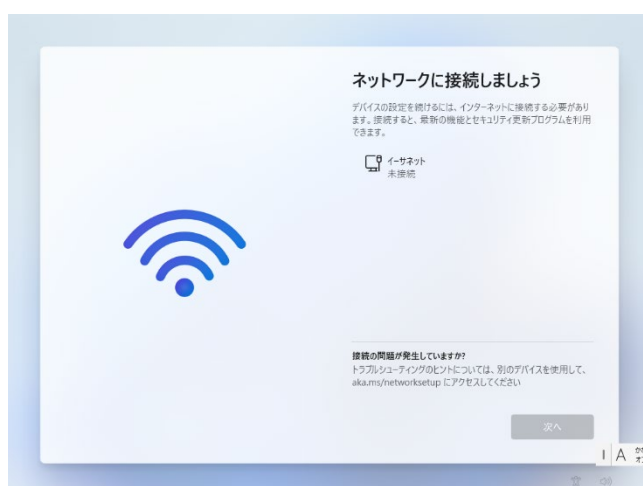 ネットワークに接続しましょう
デバイスの設定を続けるには、インターネットに接続する必要があり
ます。接続すると、最新の機能とセキュリティ更新プログラムを利用
できます。
イーサネット
未接続
接続の問題が発生していますか?
トラブルシューティングのヒントについては、別のデバイスを使用して、
aka.ms/networksetup にアクセスしてください
次へ
A